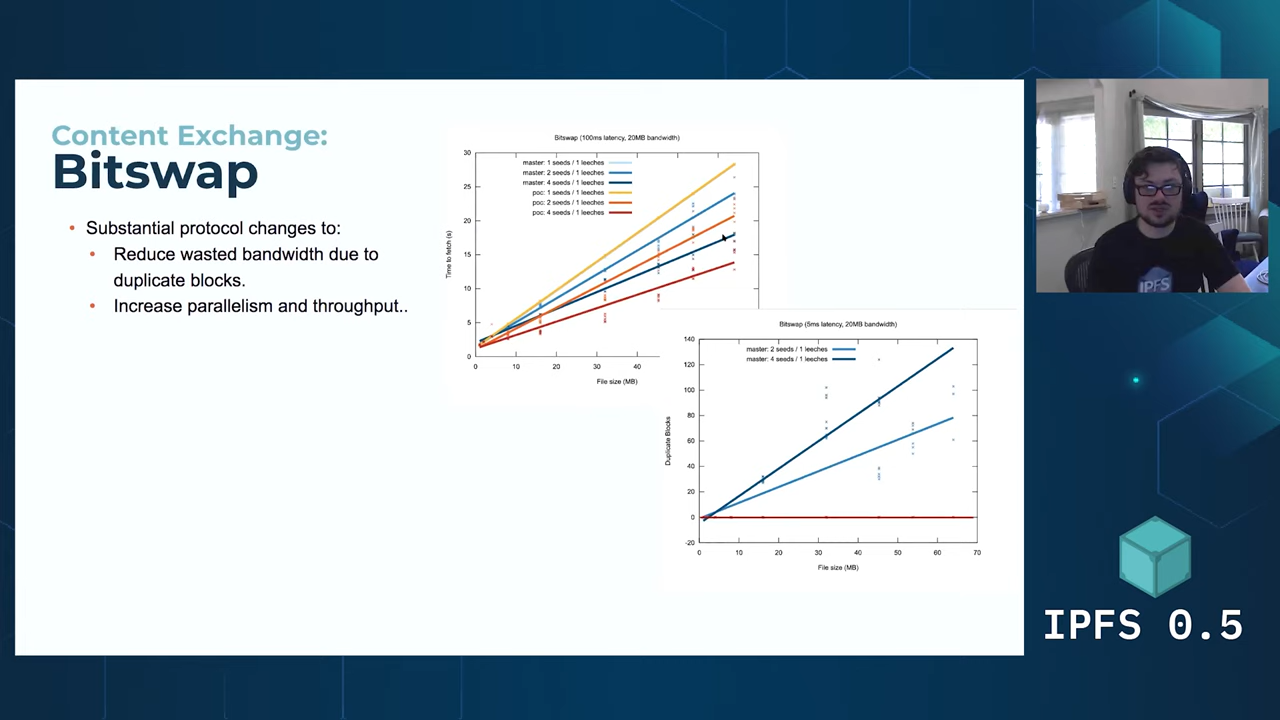 Content Exchange:
Bitswap
• Substantial protocol changes to:
• Reduce wasted bandwidth due to
duplicate blocks.
• Increase parallelism and throughput..
Bitswap (100ms latency, 20MB bandwidth)
master: 1 seeds / 1 leeches
master: 2 seeds / 1 leeches
master: 4 seeds / 1 leeches
poc: 1 seeds / 1 leeches
poc: 2 seeds / 1 leeches
poc: 4 seeds / 1 leeches
Time to fetch (s)
30
25
20
15
10
5
0
0 10 20 30 40
File size (MB)
Bitswap (5ms latency, 20MB bandwidth)
master: 2 seeds / 1 leeches
master: 4 seeds / 1 leeches
Duplicate Blocks
140
120
100
80
60
40
20
0
-20
0 10 20 30 40 50 60 70
File size (MB)
IPFS
IPFS 0.5